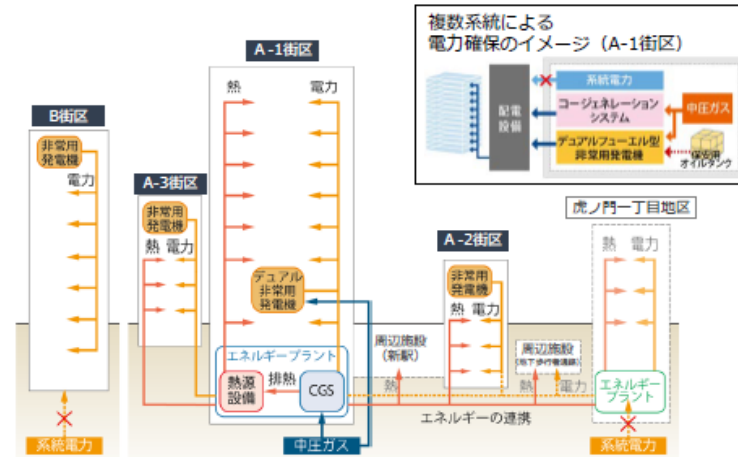 複数系統による
電力確保のイメージ（A-1街区）
系統電力
コージェネレーション
システム
デュアルフューエル型
非常用発電機
配電
設備
中圧ガス
保安用
オイルタンク
A-1街区
熱
電力
B街区
非常用
発電機
電力
A-3街区
非常用
発電機
熱 電力
デュアル
非常用
発電機
A-2街区
非常用
発電機
熱 電力
虎ノ門一丁目地区
熱 電力
周辺施設
（新駅）
周辺施設
（地下歩行者通路）
エネルギープラント
熱源
設備
排熱
CGS
熱
熱
電力
エネルギー
プラント
エネルギーの連携
系統電力
中圧ガス
系統電力